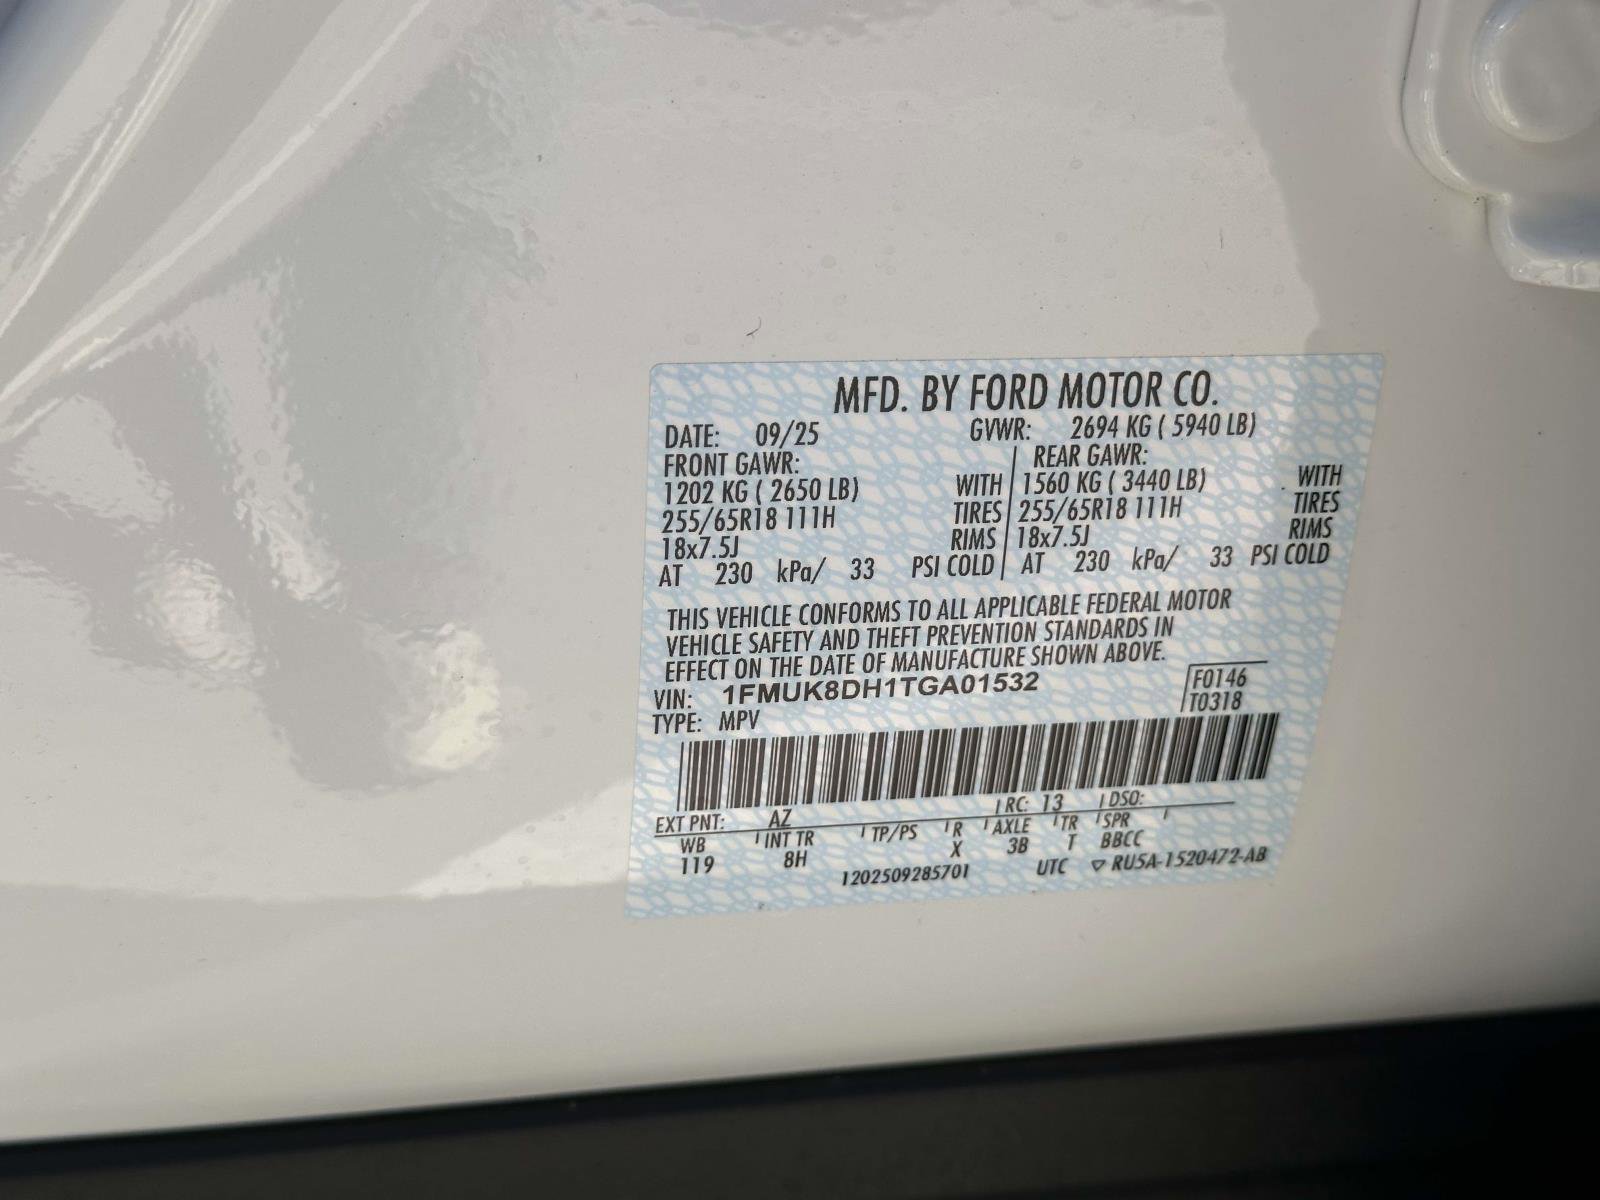 MFD. BY FORD MOTOR CO.
DATE: 09/25 GVWR: 2694 KG ( 5940 LB)
FRONT GAWR: REAR GAWR:
1202 KG ( 2650 LB) WITH 1560 KG ( 3440 LB) WITH
255/65R18 111H TIRES 255/65R18 111H TIRES
18x7.5J RIMS 18x7.5J RIMS
AT 230 kPa/ 33 PSI COLD AT 230 kPa/ 33 PSI COLD
THIS VEHICLE CONFORMS TO ALL APPLICABLE FEDERAL MOTOR
VEHICLE SAFETY AND THEFT PREVENTION STANDARDS IN
EFFECT ON THE DATE OF MANUFACTURE SHOWN ABOVE.
VIN: 1FMUK8DH1TGA01532 F0146
TYPE: MPV T0318
EXT PNT: AZ RC: 13 DSO:
WB INT TR TP/PS R AXLE TR SPR
119 8H X 3B T BBCC
1202509285701 UTC ▽ RU5A-1520472-AB